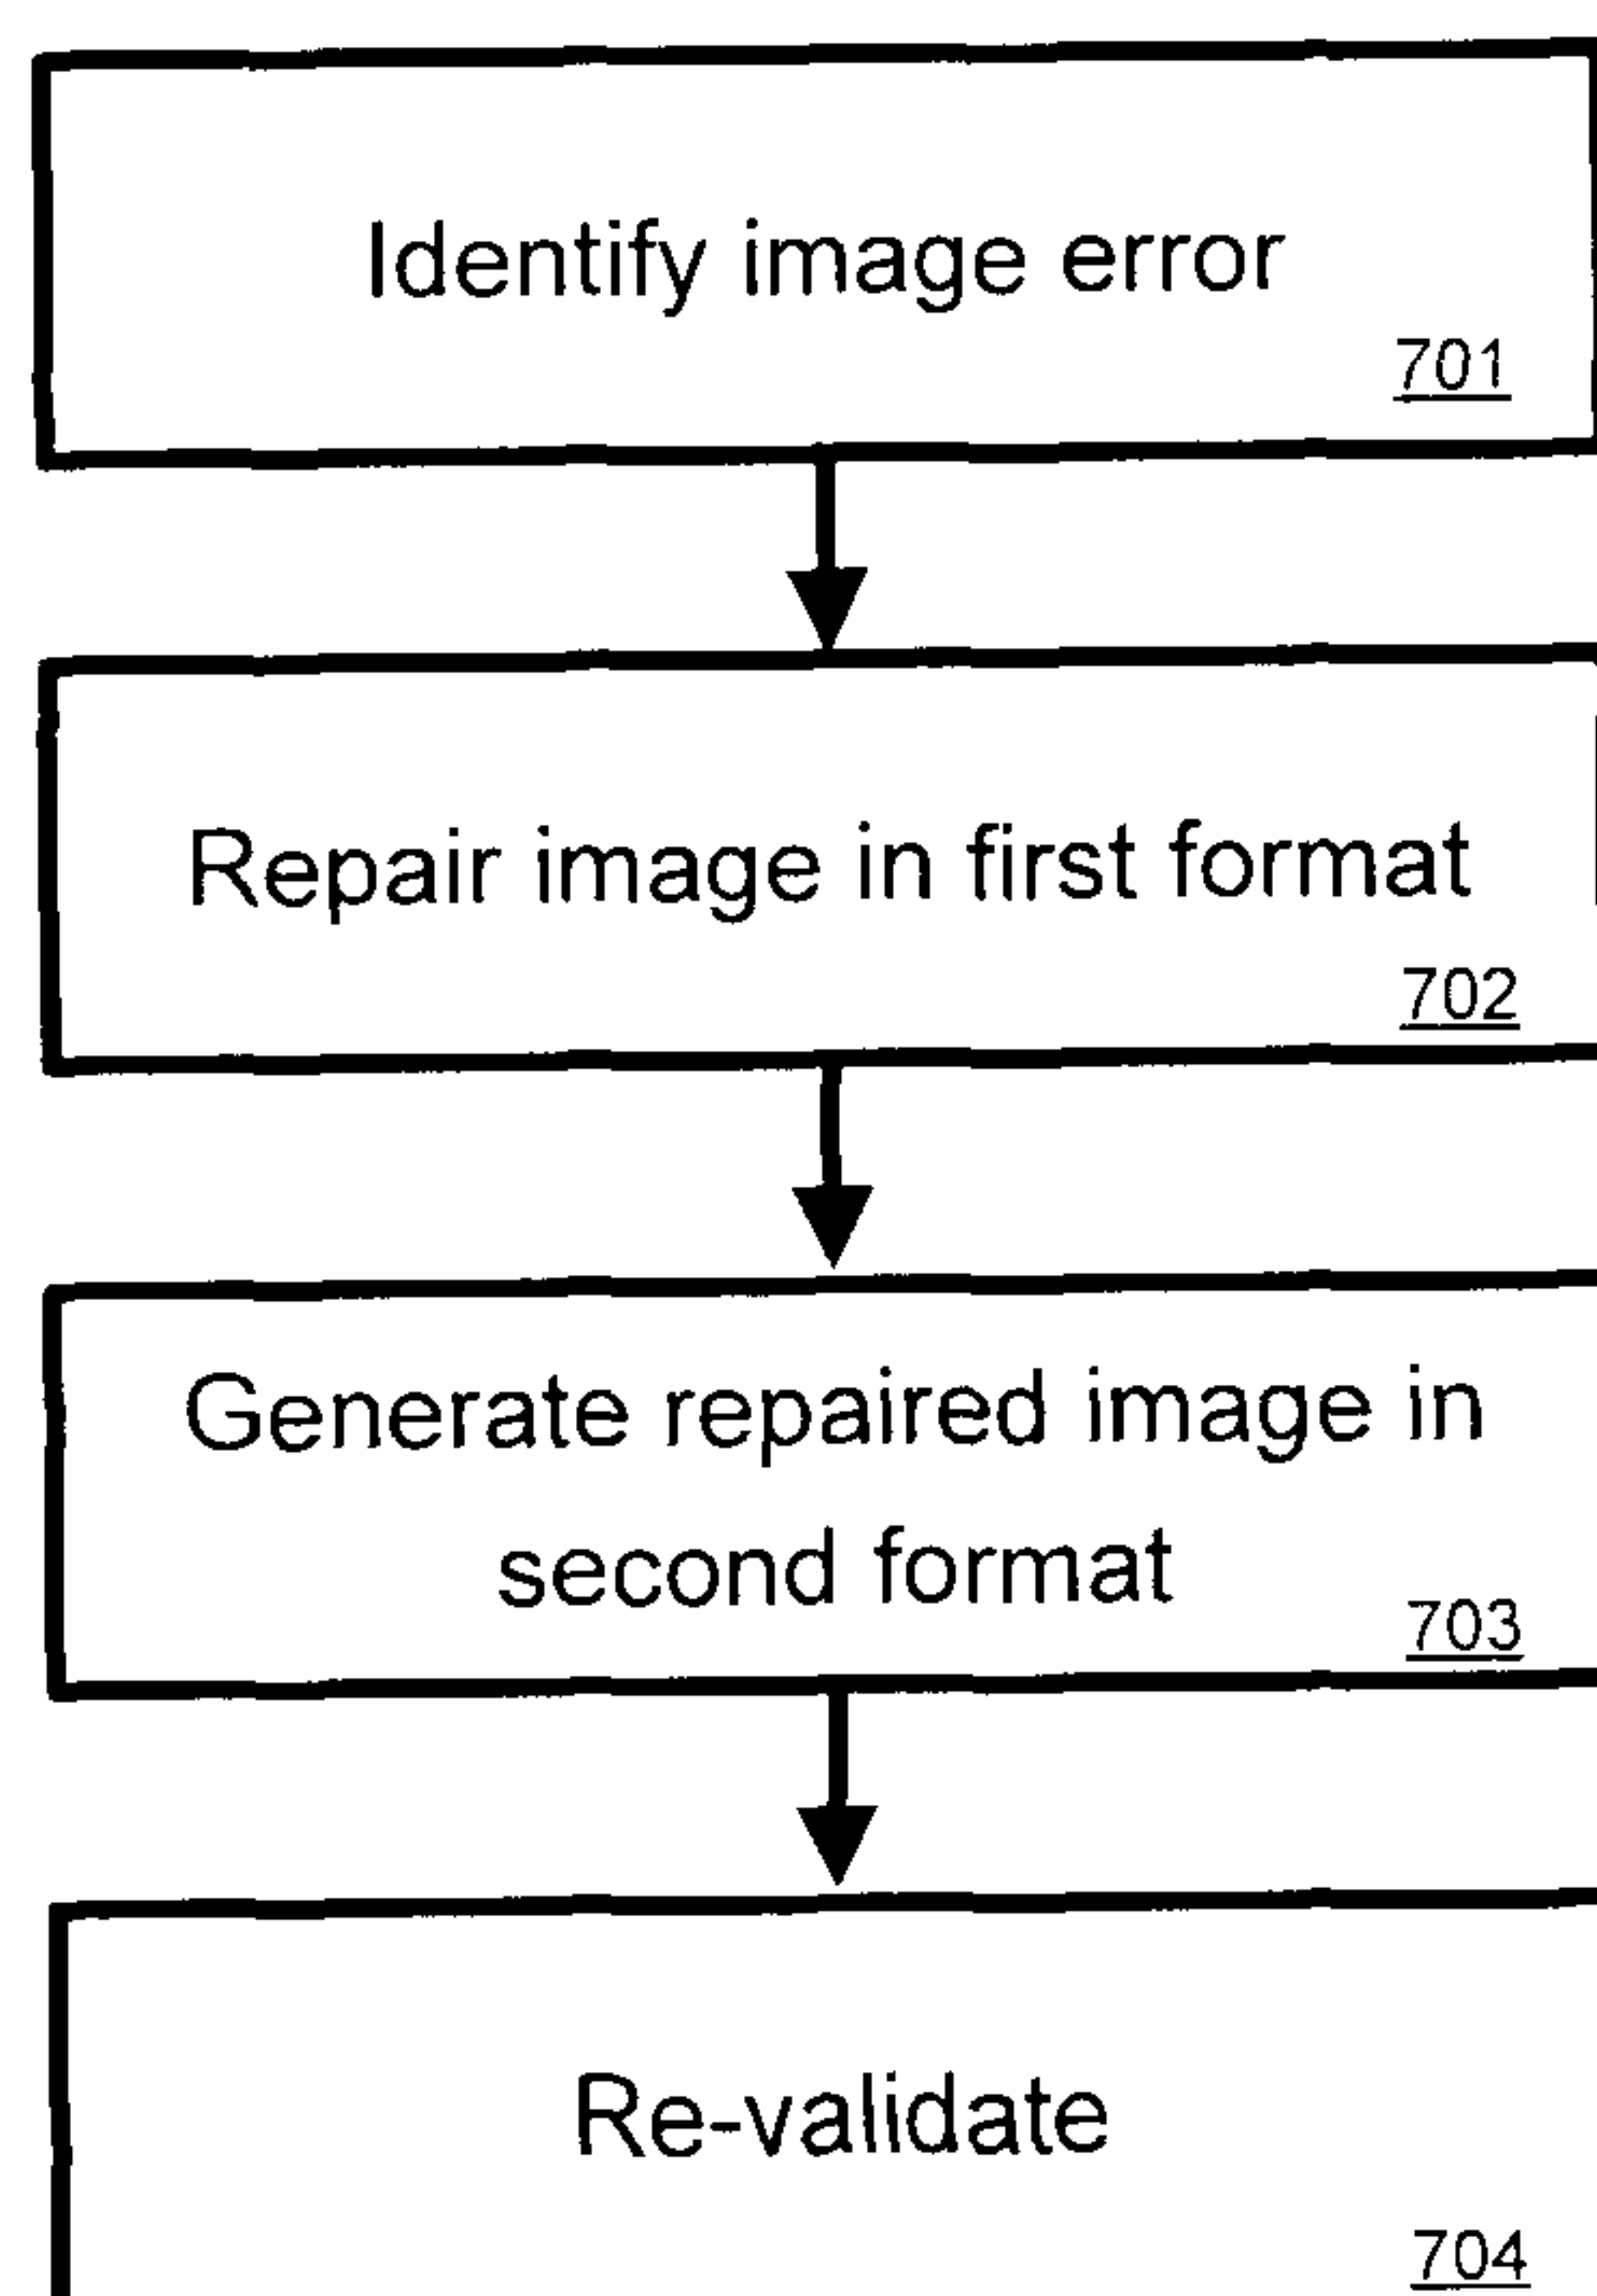 Identify image error
701
Repair image in first format
702
Generate repaired image in
second format
703
Re-validate
704